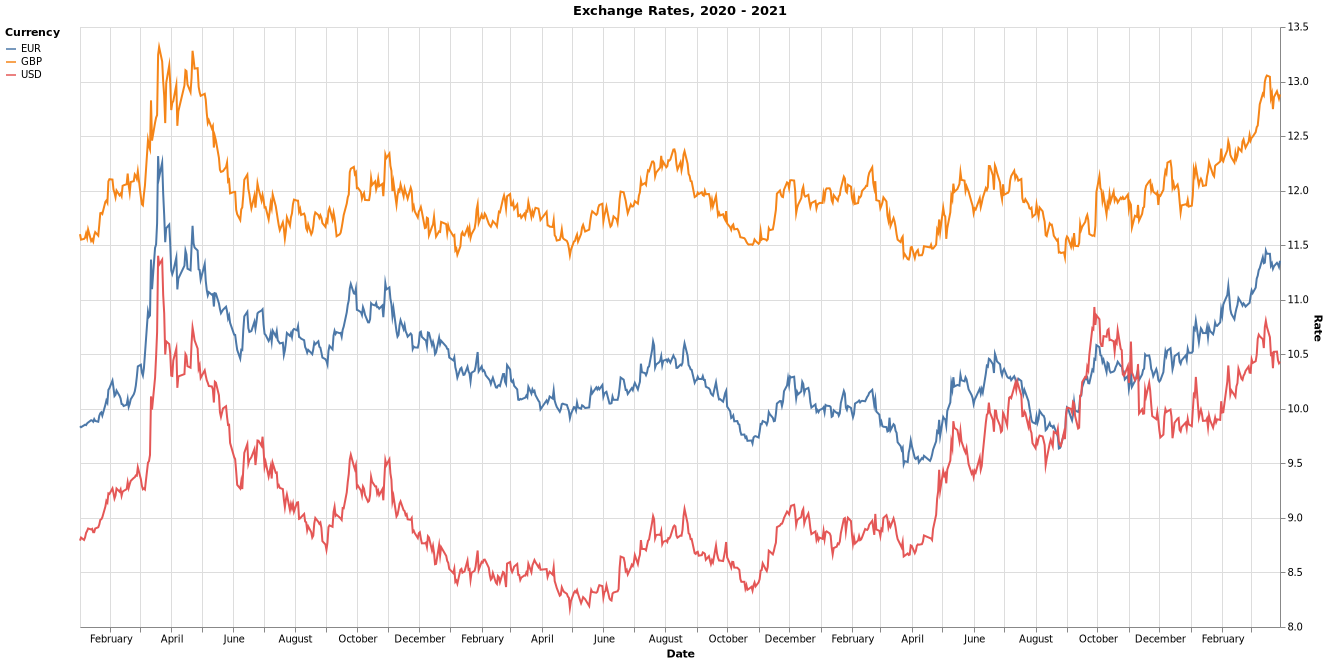 Exchange Rates, 2020 - 2021
Currency
EUR
GBP
USD
13.5
13.0
12.5
12.0
11.5
11.0
10.5
10.0
9.5
9.0
8.5
8.0
Rate
February April June August October December February April June August October December February April June August October December February
Date